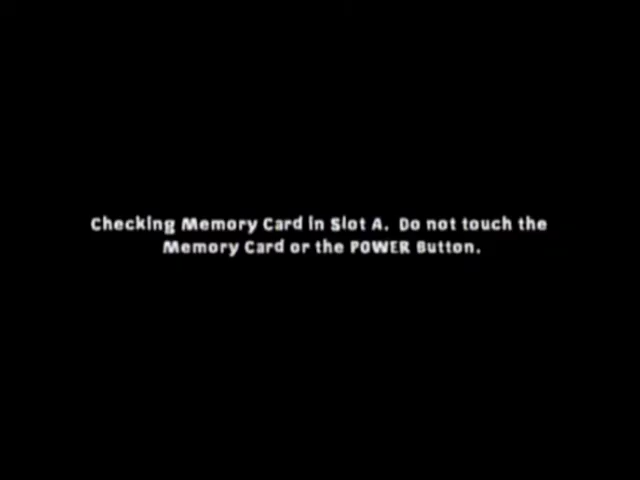 Checking Memory Card in Slot A. Do not touch the
Memory Card or the POWER Button.